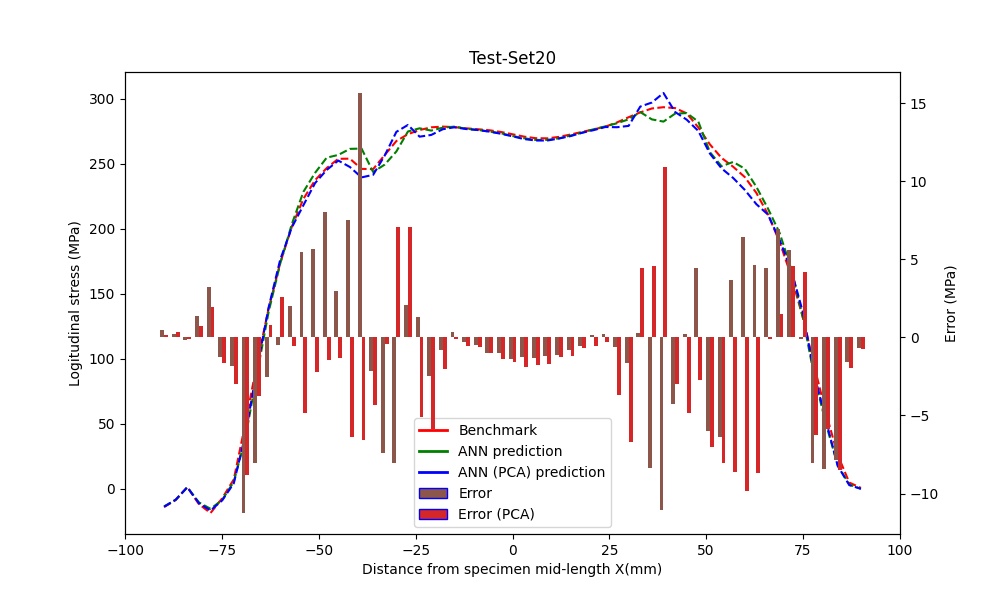 Test-Set20
300
250
200
150
100
50
0
Logitudinal stress (MPa)
15
10
5
0
−5
−10
Error (MPa)
Benchmark
ANN prediction
ANN (PCA) prediction
Error
Error (PCA)
−100 −75 −50 −25 0 25 50 75 100
Distance from specimen mid-length X(mm)